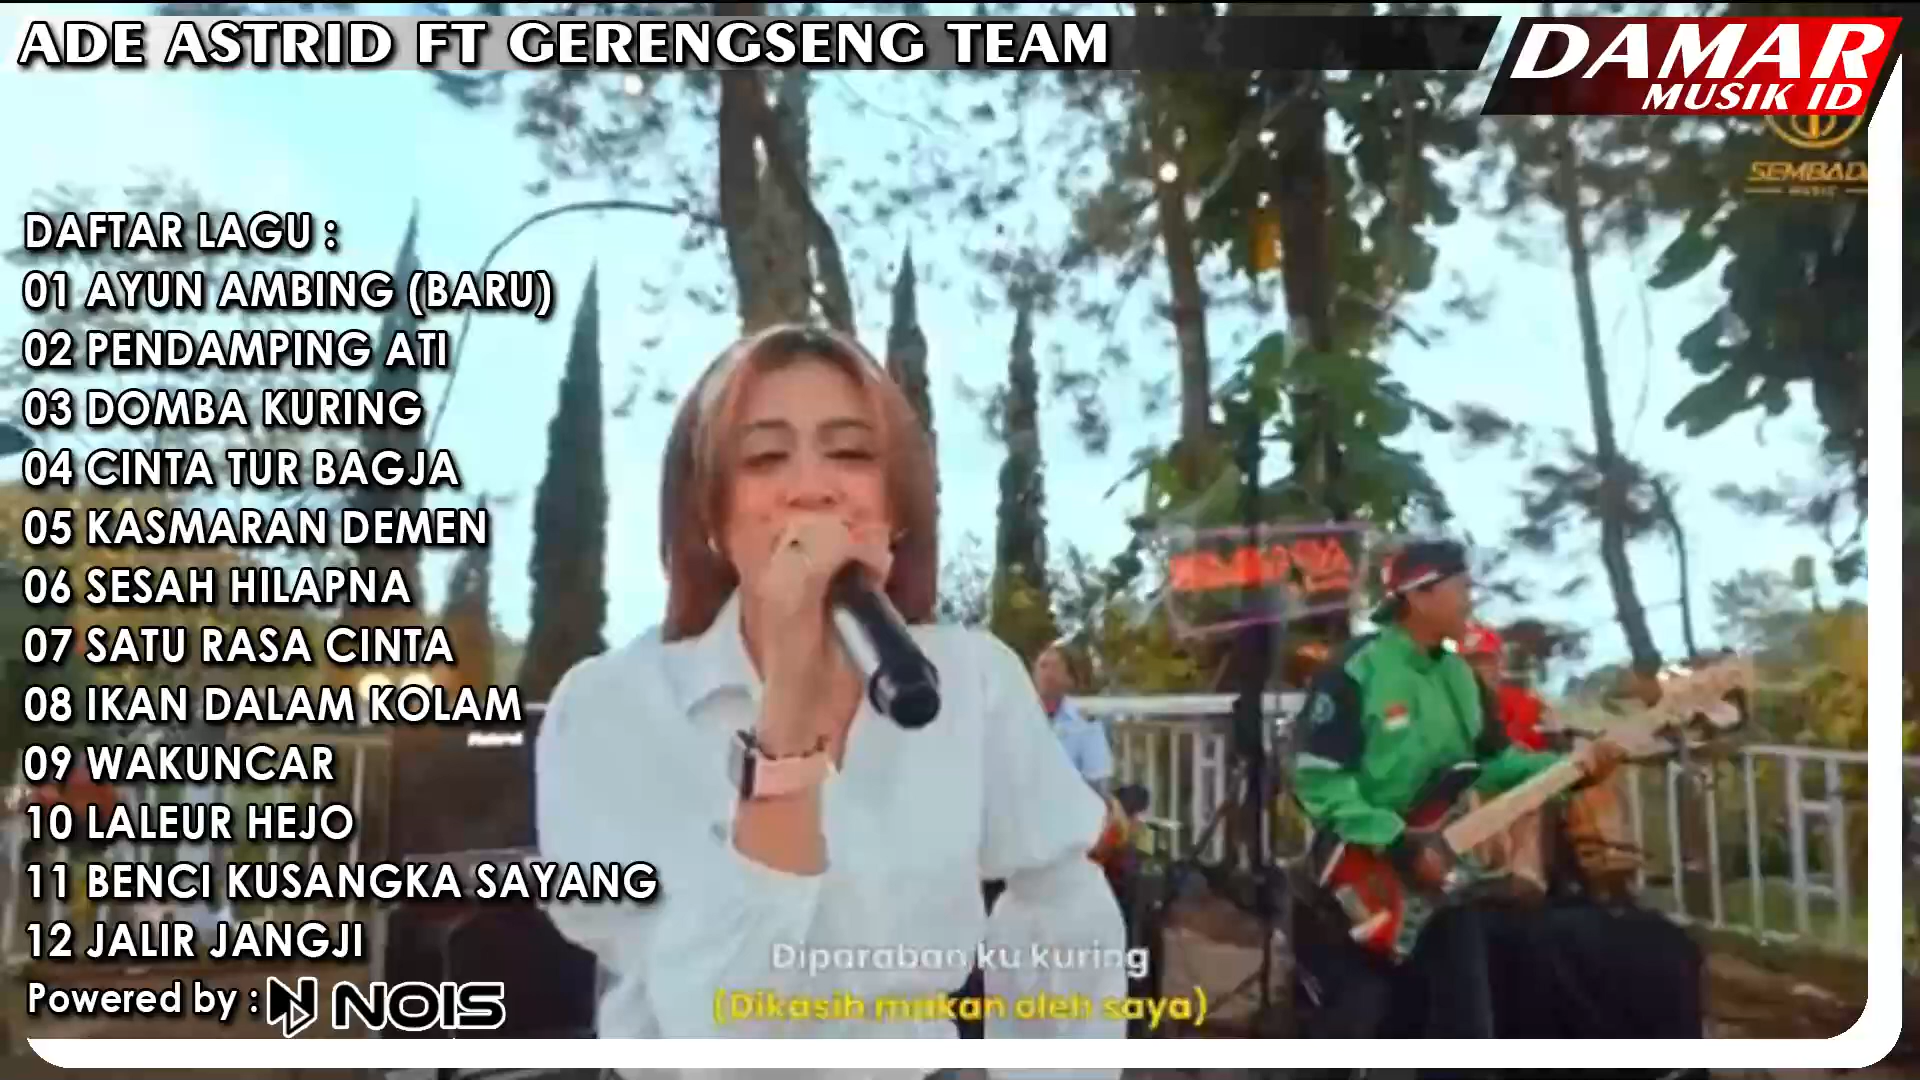 ADE ASTRID FT GERENGSENG TEAM
DAMAR
MUSIK ID
SEMBADA
MUSIC
DAFTAR LAGU :
01 AYUN AMBING (BARU)
02 PENDAMPING ATI
03 DOMBA KURING
04 CINTA TUR BAGJA
05 KASMARAN DEMEN
06 SESAH HILAPNA
07 SATU RASA CINTA
08 IKAN DALAM KOLAM
09 WAKUNCAR
10 LALEUR HEJO
11 BENCI KUSANGKA SAYANG
12 JALIR JANGJI
Diparaban ku kuring
(Dikasih makan oleh saya)
Powered by : NOIS